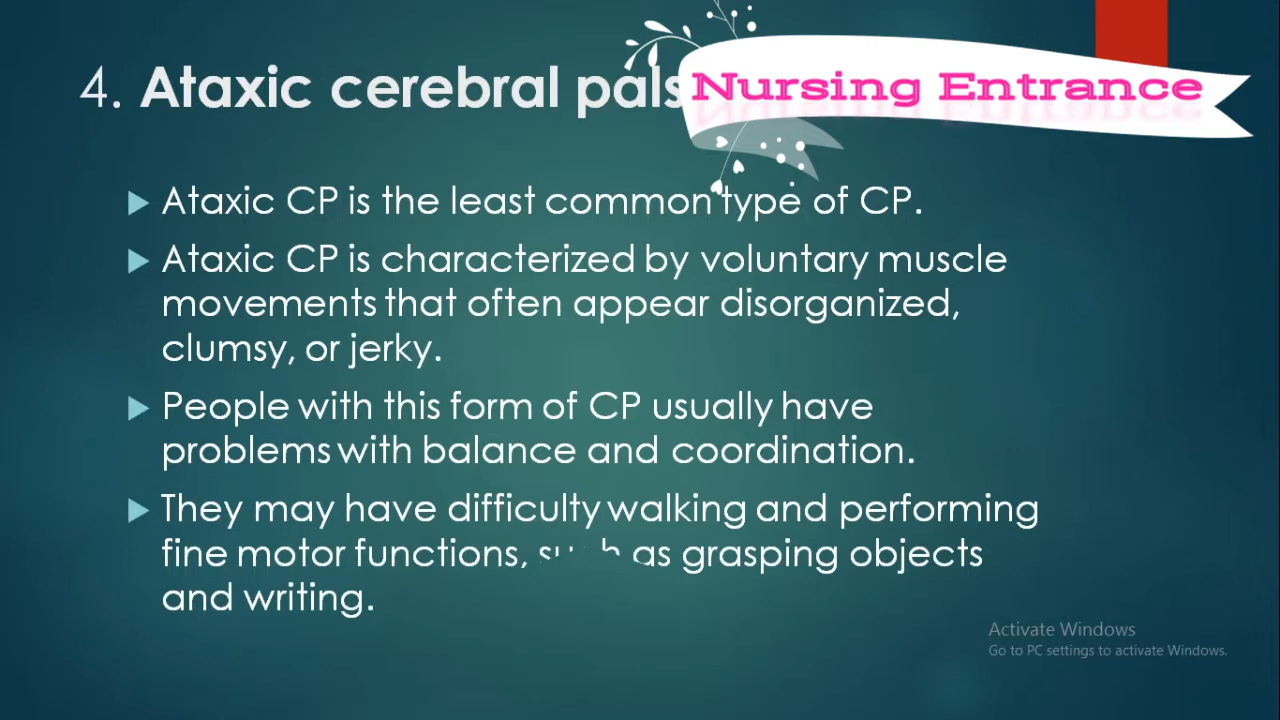 4. Ataxic cerebral pals
Nursing Entrance
Ataxic CP is the least common type of CP.
Ataxic CP is characterized by voluntary muscle
movements that often appear disorganized,
clumsy, or jerky.
People with this form of CP usually have
problems with balance and coordination.
They may have difficulty walking and performing
fine motor functions, such as grasping objects
and writing.
Activate Windows
Go to PC settings to activate Windows.